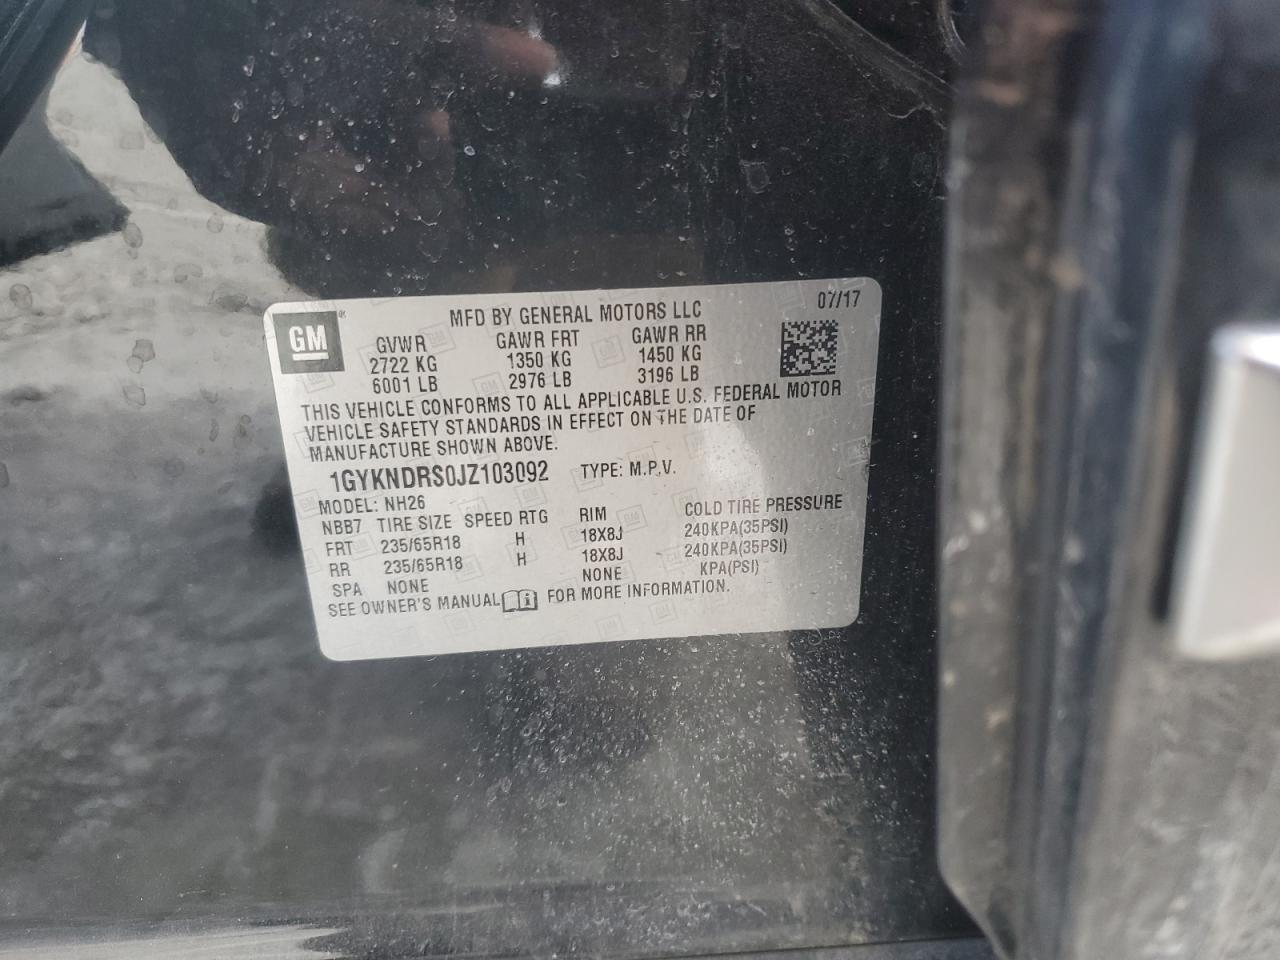 07/17
GM
MFD BY GENERAL MOTORS LLC
GVWR GAWR FRT GAWR RR
2722 KG 1350 KG 1450 KG
6001 LB 2976 LB 3196 LB
THIS VEHICLE CONFORMS TO ALL APPLICABLE U.S. FEDERAL MOTOR
VEHICLE SAFETY STANDARDS IN EFFECT ON THE DATE OF
MANUFACTURE SHOWN ABOVE.
1GYKNDRS0JZ103092 TYPE: M.P.V.
MODEL: NH26
NBB7 TIRE SIZE SPEED RTG RIM COLD TIRE PRESSURE
FRT 235/65R18 H 18X8J 240KPA(35PSI)
RR 235/65R18 H 18X8J 240KPA(35PSI)
SPA NONE NONE KPA(PSI)
SEE OWNER'S MANUAL FOR MORE INFORMATION.